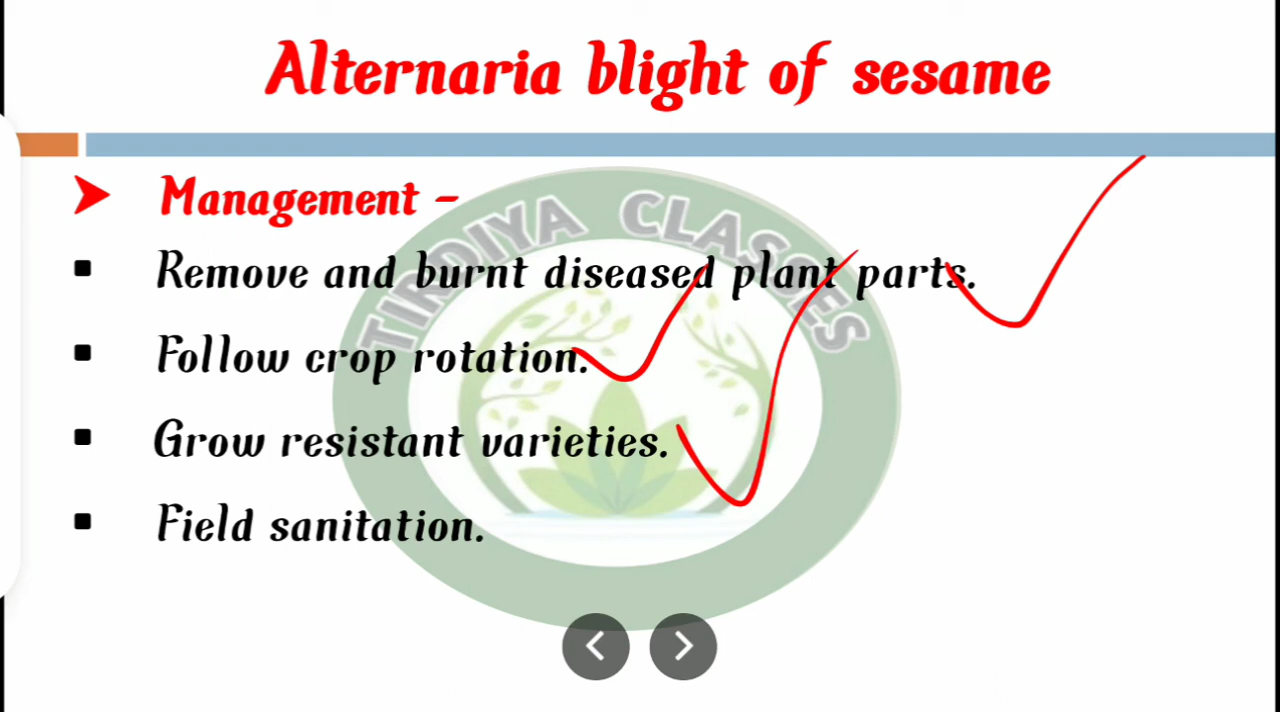 Alternaria blight of sesame
Management -
Remove and burnt diseased plant parts.
Follow crop rotation.
Grow resistant varieties.
Field sanitation.
TIRDIYA CLASSES